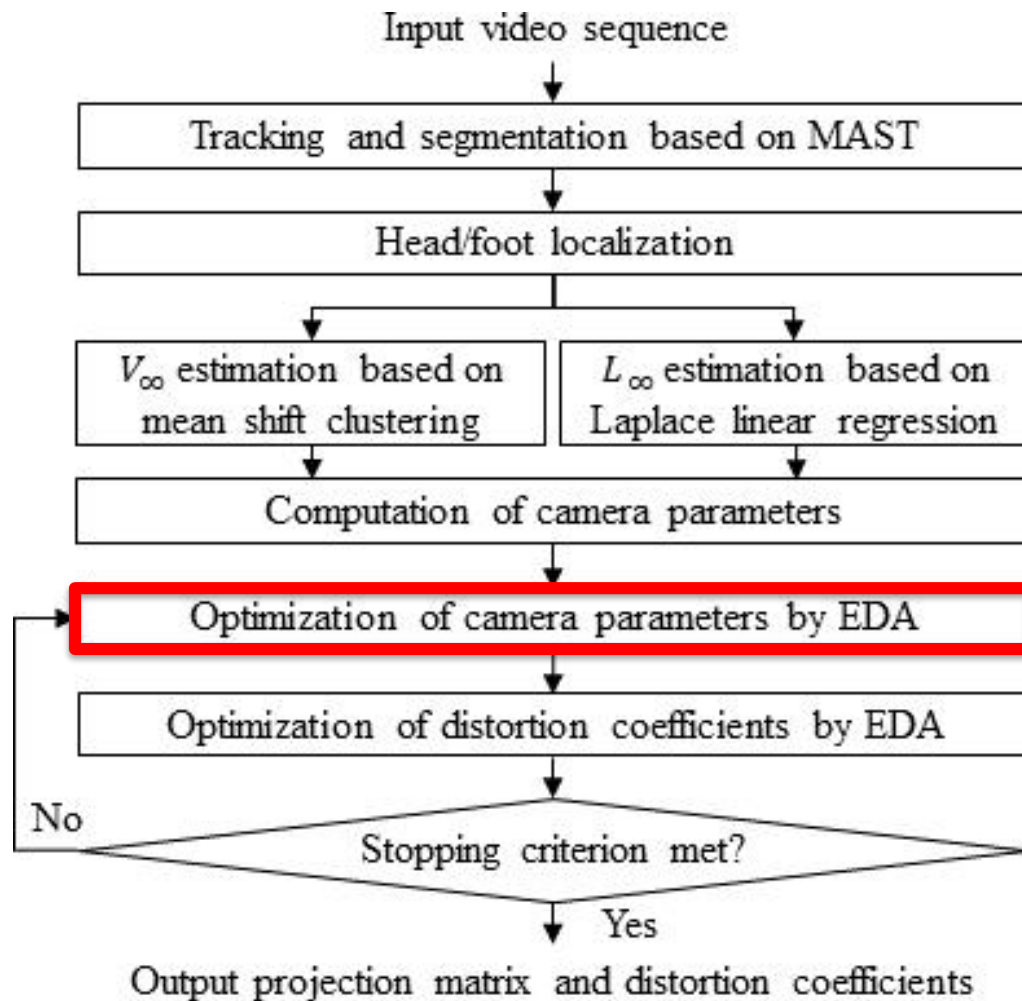 Input video sequence
Tracking and segmentation based on MAST
Head/foot localization
V∞ estimation based on
mean shift clustering
L∞ estimation based on
Laplace linear regression
Computation of camera parameters
Optimization of camera parameters by EDA
Optimization of distortion coefficients by EDA
No
Stopping criterion met?
Yes
Output projection matrix and distortion coefficients